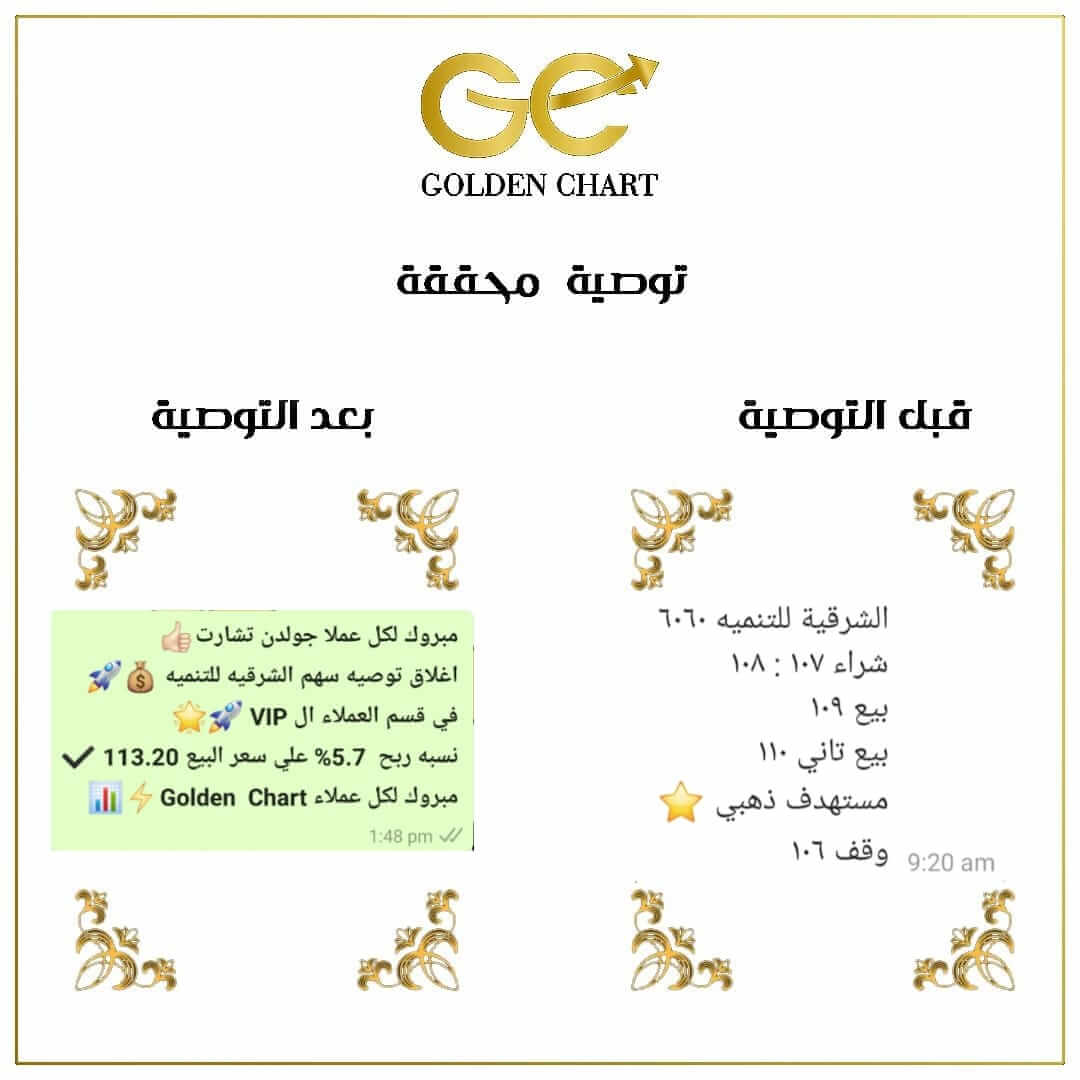 GC
GOLDEN CHART
توصية محققة
قبل التوصية
الشرقية للتنميه ٦٠٦٠
شراء ١٠٧ : ١٠٨
بيع ١٠٩
بيع تاني ١١٠
مستهدف ذهبي ⭐
وقف ١٠٦
9:20 am
بعد التوصية
مبروك لكل عملا جولدن تشارت👍🏻
اغلاق توصيه سهم الشرقيه للتنميه 💰🚀
في قسم العملاء ال VIP 🚀🌟
نسبه ربح 5.7% علي سعر البيع 113.20 ✔
مبروك لكل عملاء Golden Chart ⚡📊
1:48 pm